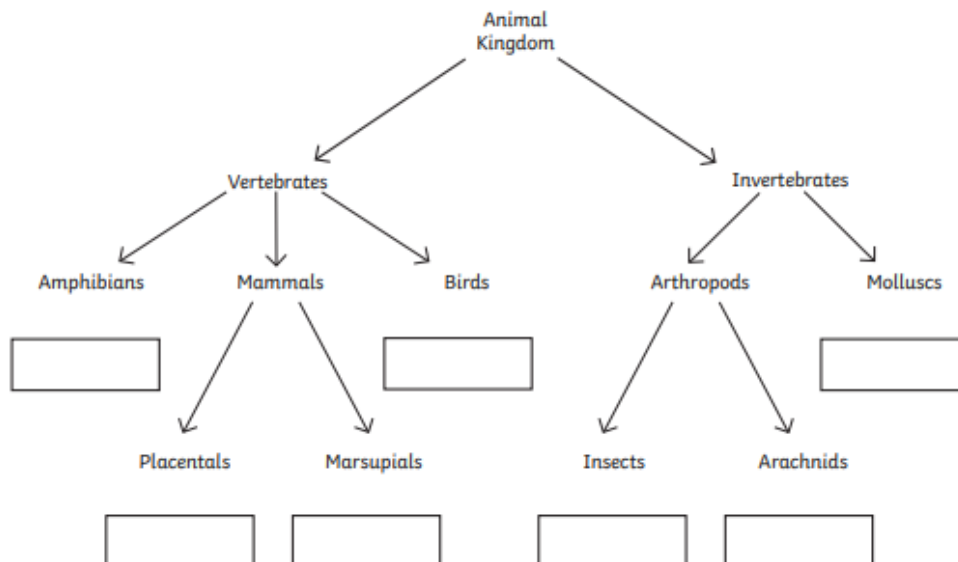 Animal
Kingdom
Vertebrates
Invertebrates
Amphibians
Mammals
Birds
Arthropods
Molluscs
Placentals
Marsupials
Insects
Arachnids